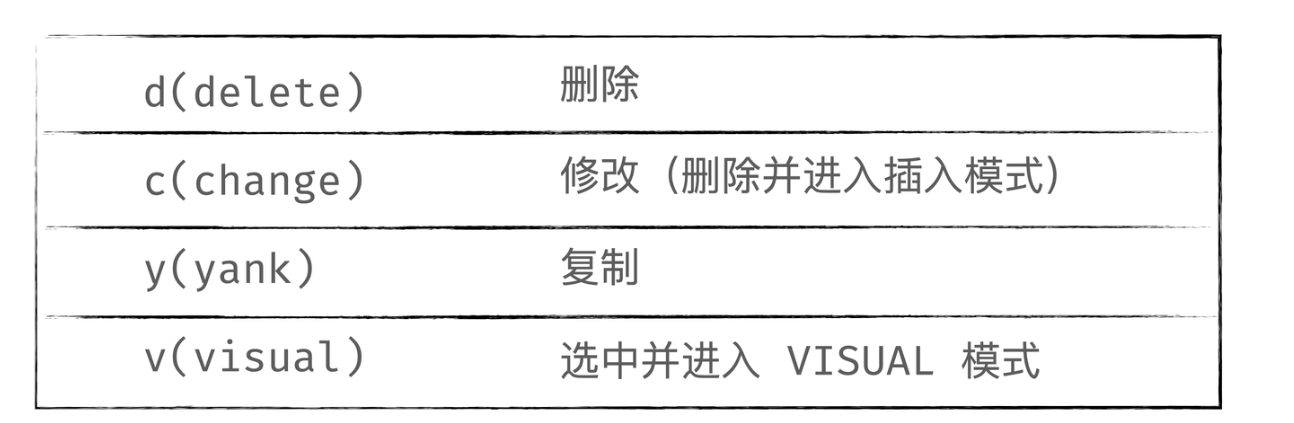 d(delete) 删除
c(change) 修改（删除并进入插入模式）
y(yank) 复制
v(visual) 选中并进入 VISUAL 模式